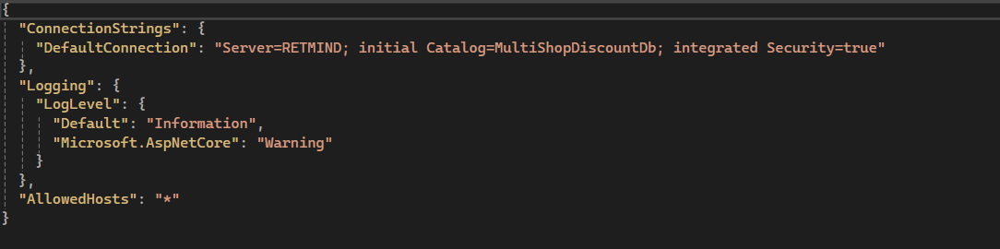 {
"ConnectionStrings": {
"DefaultConnection": "Server=RETMIND; initial Catalog=MultiShopDiscountDb; integrated Security=true"
},
"Logging": {
"LogLevel": {
"Default": "Information",
"Microsoft.AspNetCore": "Warning"
}
},
"AllowedHosts": "*"
}